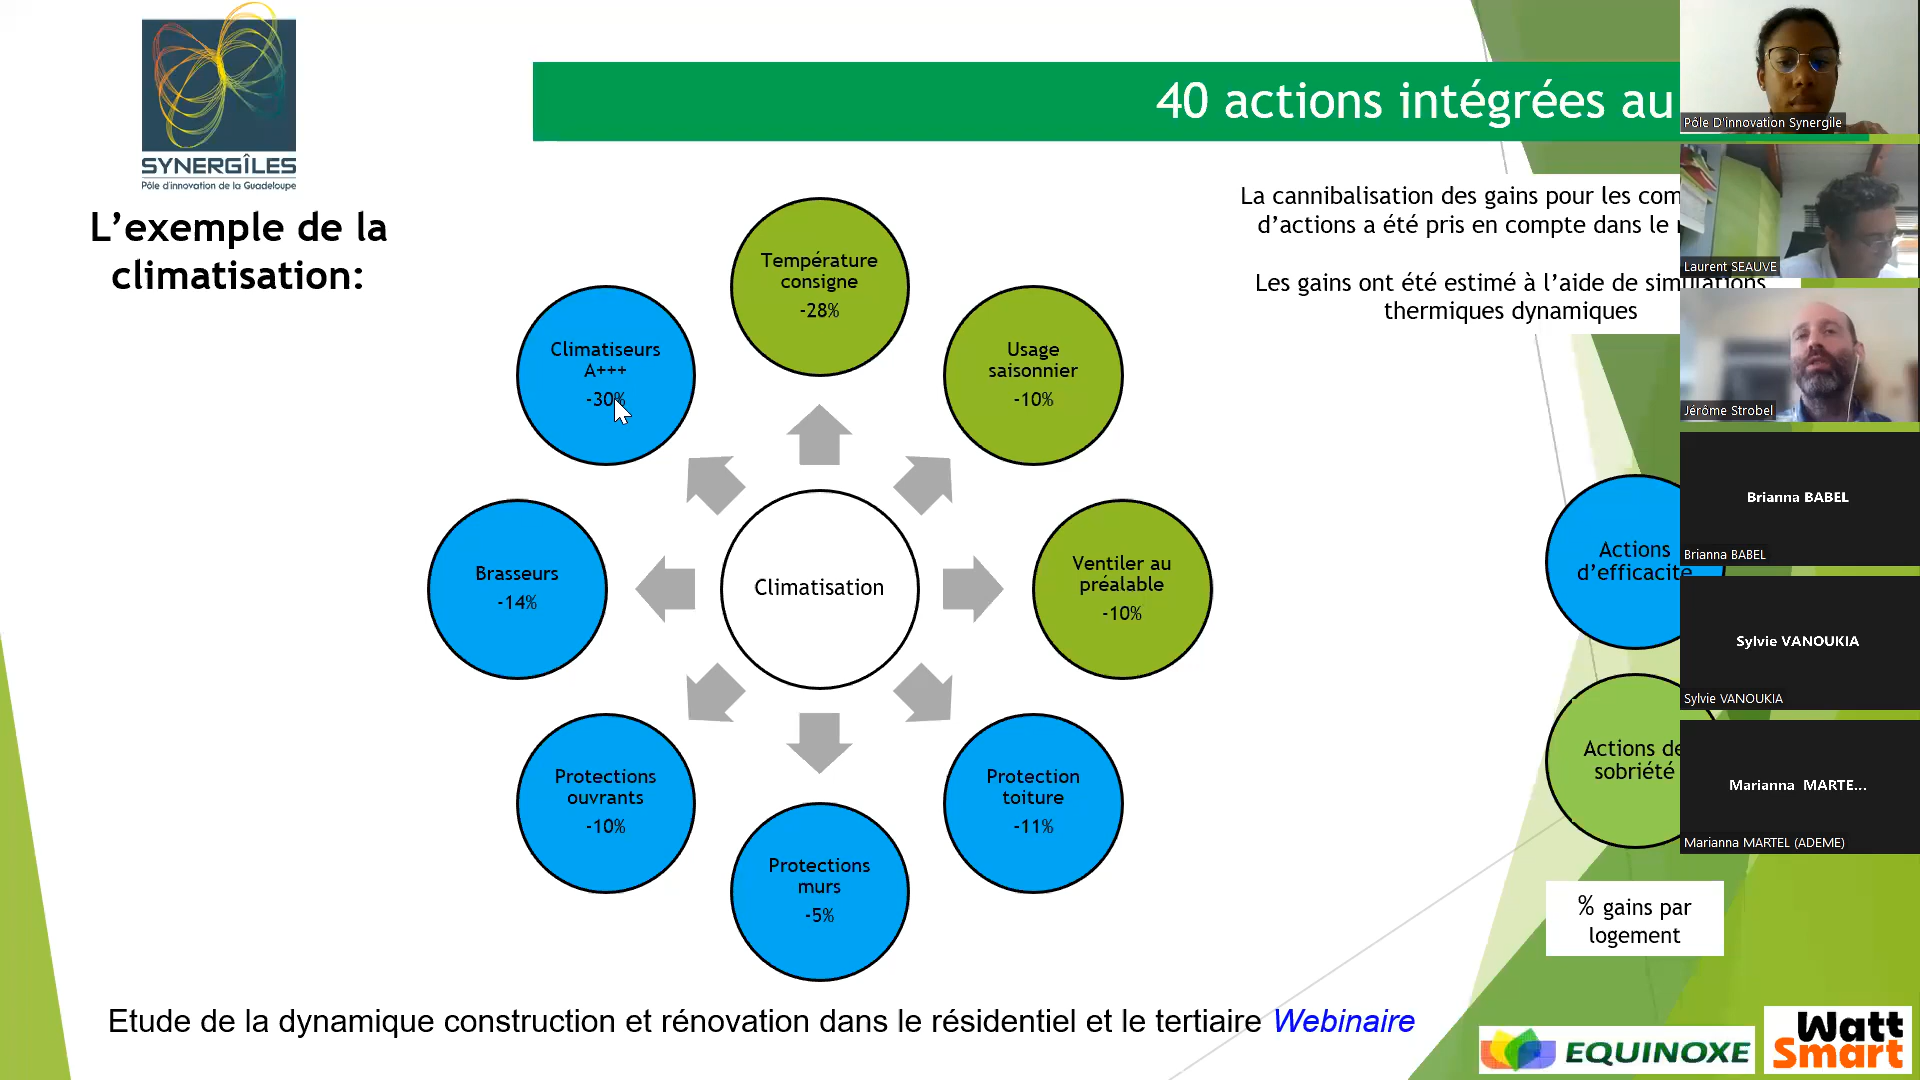 SYNERGÎLES
Pôle d'innovation de la Guadeloupe
L’exemple de la
climatisation:
40 actions intégrées au
La cannibalisation des gains pour les
d’actions a été pris en compte dans le
Les gains ont été estimé à l’aide de simulations
thermiques dynamiques
Température
consigne
-28%
Climatiseurs
A+++
-30%
Usage
saisonnier
-10%
Brasseurs
-14%
Climatisation
Ventiler au
préalable
-10%
Protections
ouvrants
-10%
Protection
toiture
-11%
Protections
murs
-5%
Actions
d’efficacité
Actions de
sobriété
% gains par
logement
Pôle D'innovation Synergile
Laurent SEAUVE
Jérôme Strobel
Brianna BABEL
Brianna BABEL
Sylvie VANOUKIA
Sylvie VANOUKIA
Marianna MARTE...
Marianna MARTEL (ADEME)
Etude de la dynamique construction et rénovation dans le résidentiel et le tertiaire Webinaire
EQUINOXE
Watt
Smart